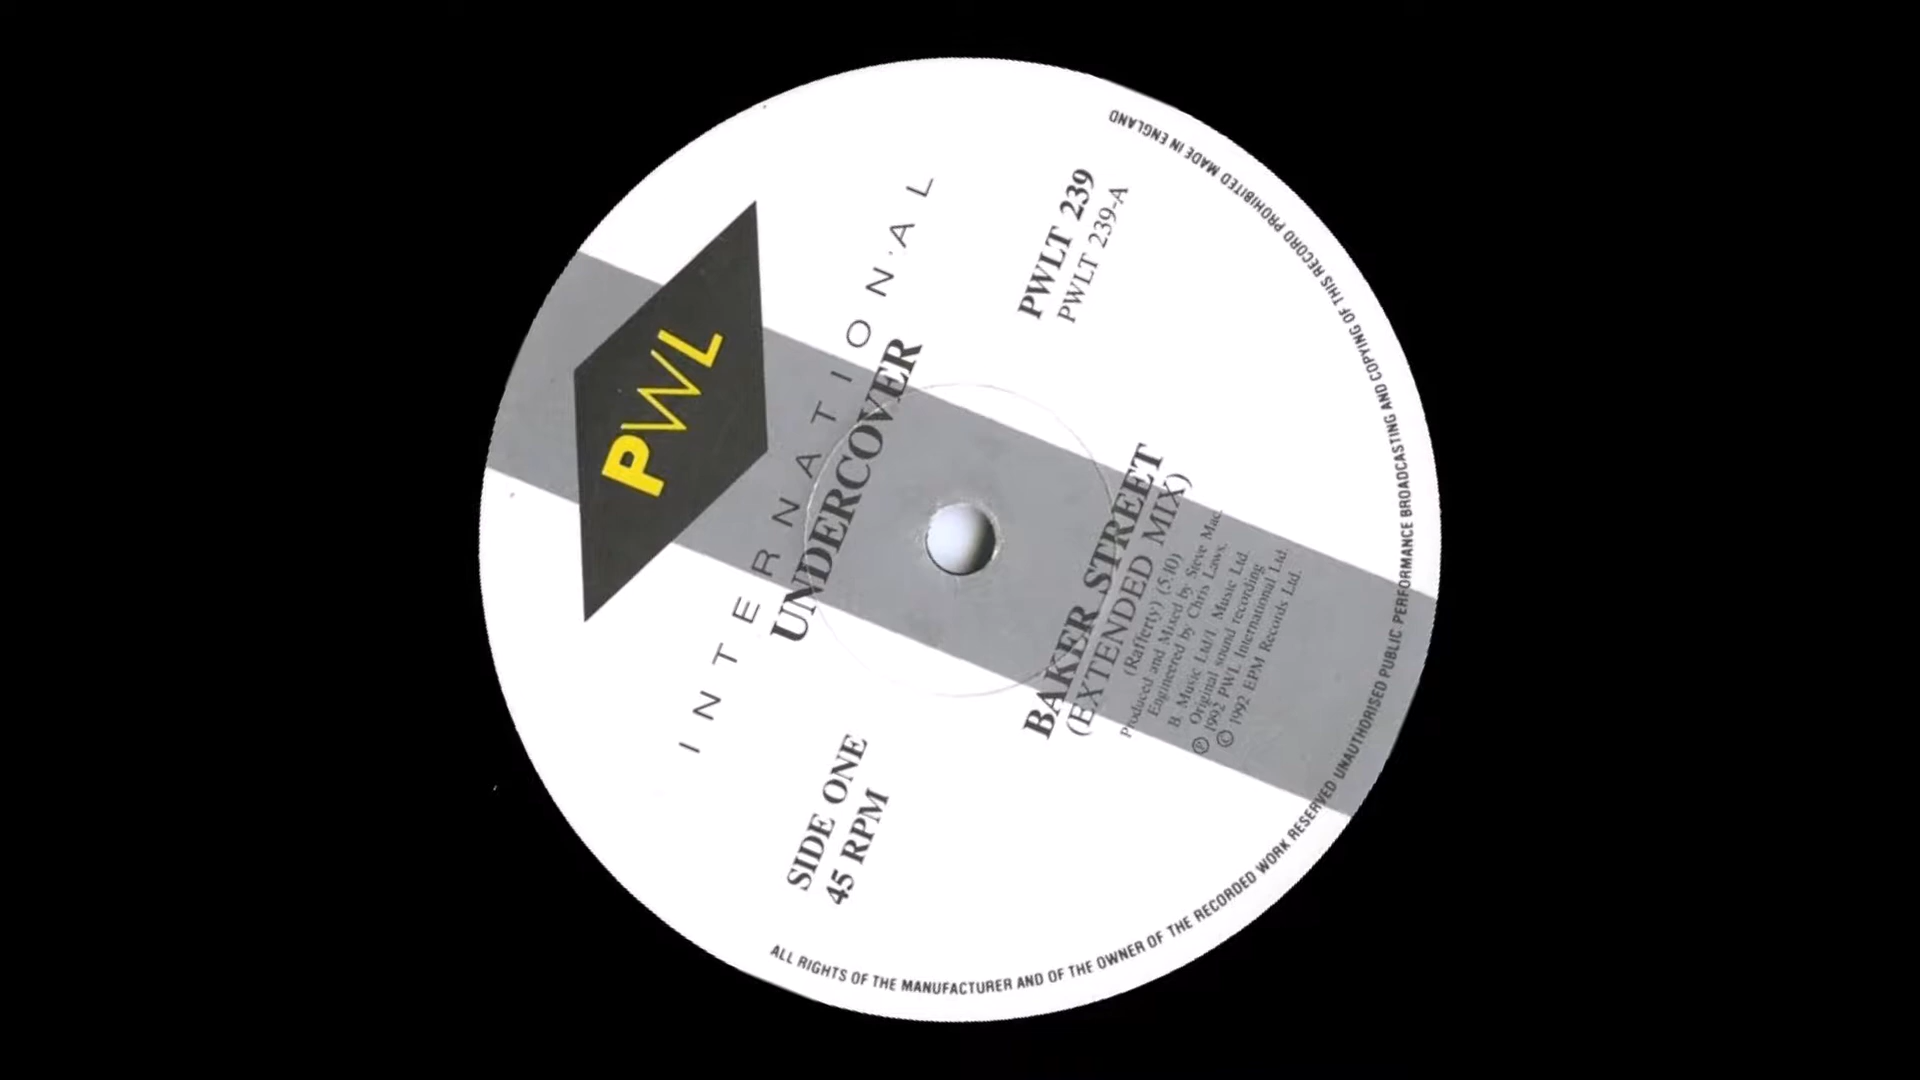 PWL
INTERNATIONAL
UNDERCOVER
SIDE ONE
45 RPM
PWLT 239
PWLT 239-A
BAKER STREET
(EXTENDED MIX)
(Rafferty) (5:10)
Produced and Mixed by Steve Mac.
Engineered by Chris Laws.
B. Music Ltd/I. Music Ltd.
Original sound recording
℗ 1992 PWL International Ltd.
© 1992 EPM Records Ltd.
ALL RIGHTS OF THE MANUFACTURER AND OF THE OWNER OF THE RECORDED WORK RESERVED UNAUTHORISED PUBLIC PERFORMANCE BROADCASTING AND COPYING OF THIS RECORD PROHIBITED MADE IN ENGLAND